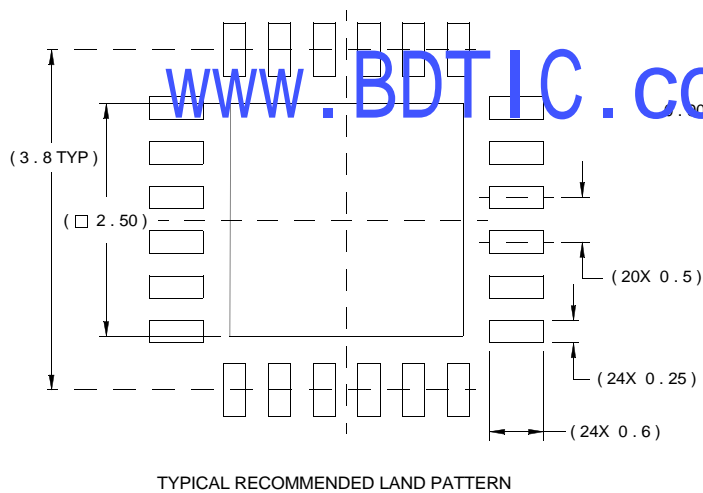 www.BDTIC.co
(3.8 TYP)
(□ 2.50)
(20X 0.5)
(24X 0.25)
(24X 0.6)
TYPICAL RECOMMENDED LAND PATTERN